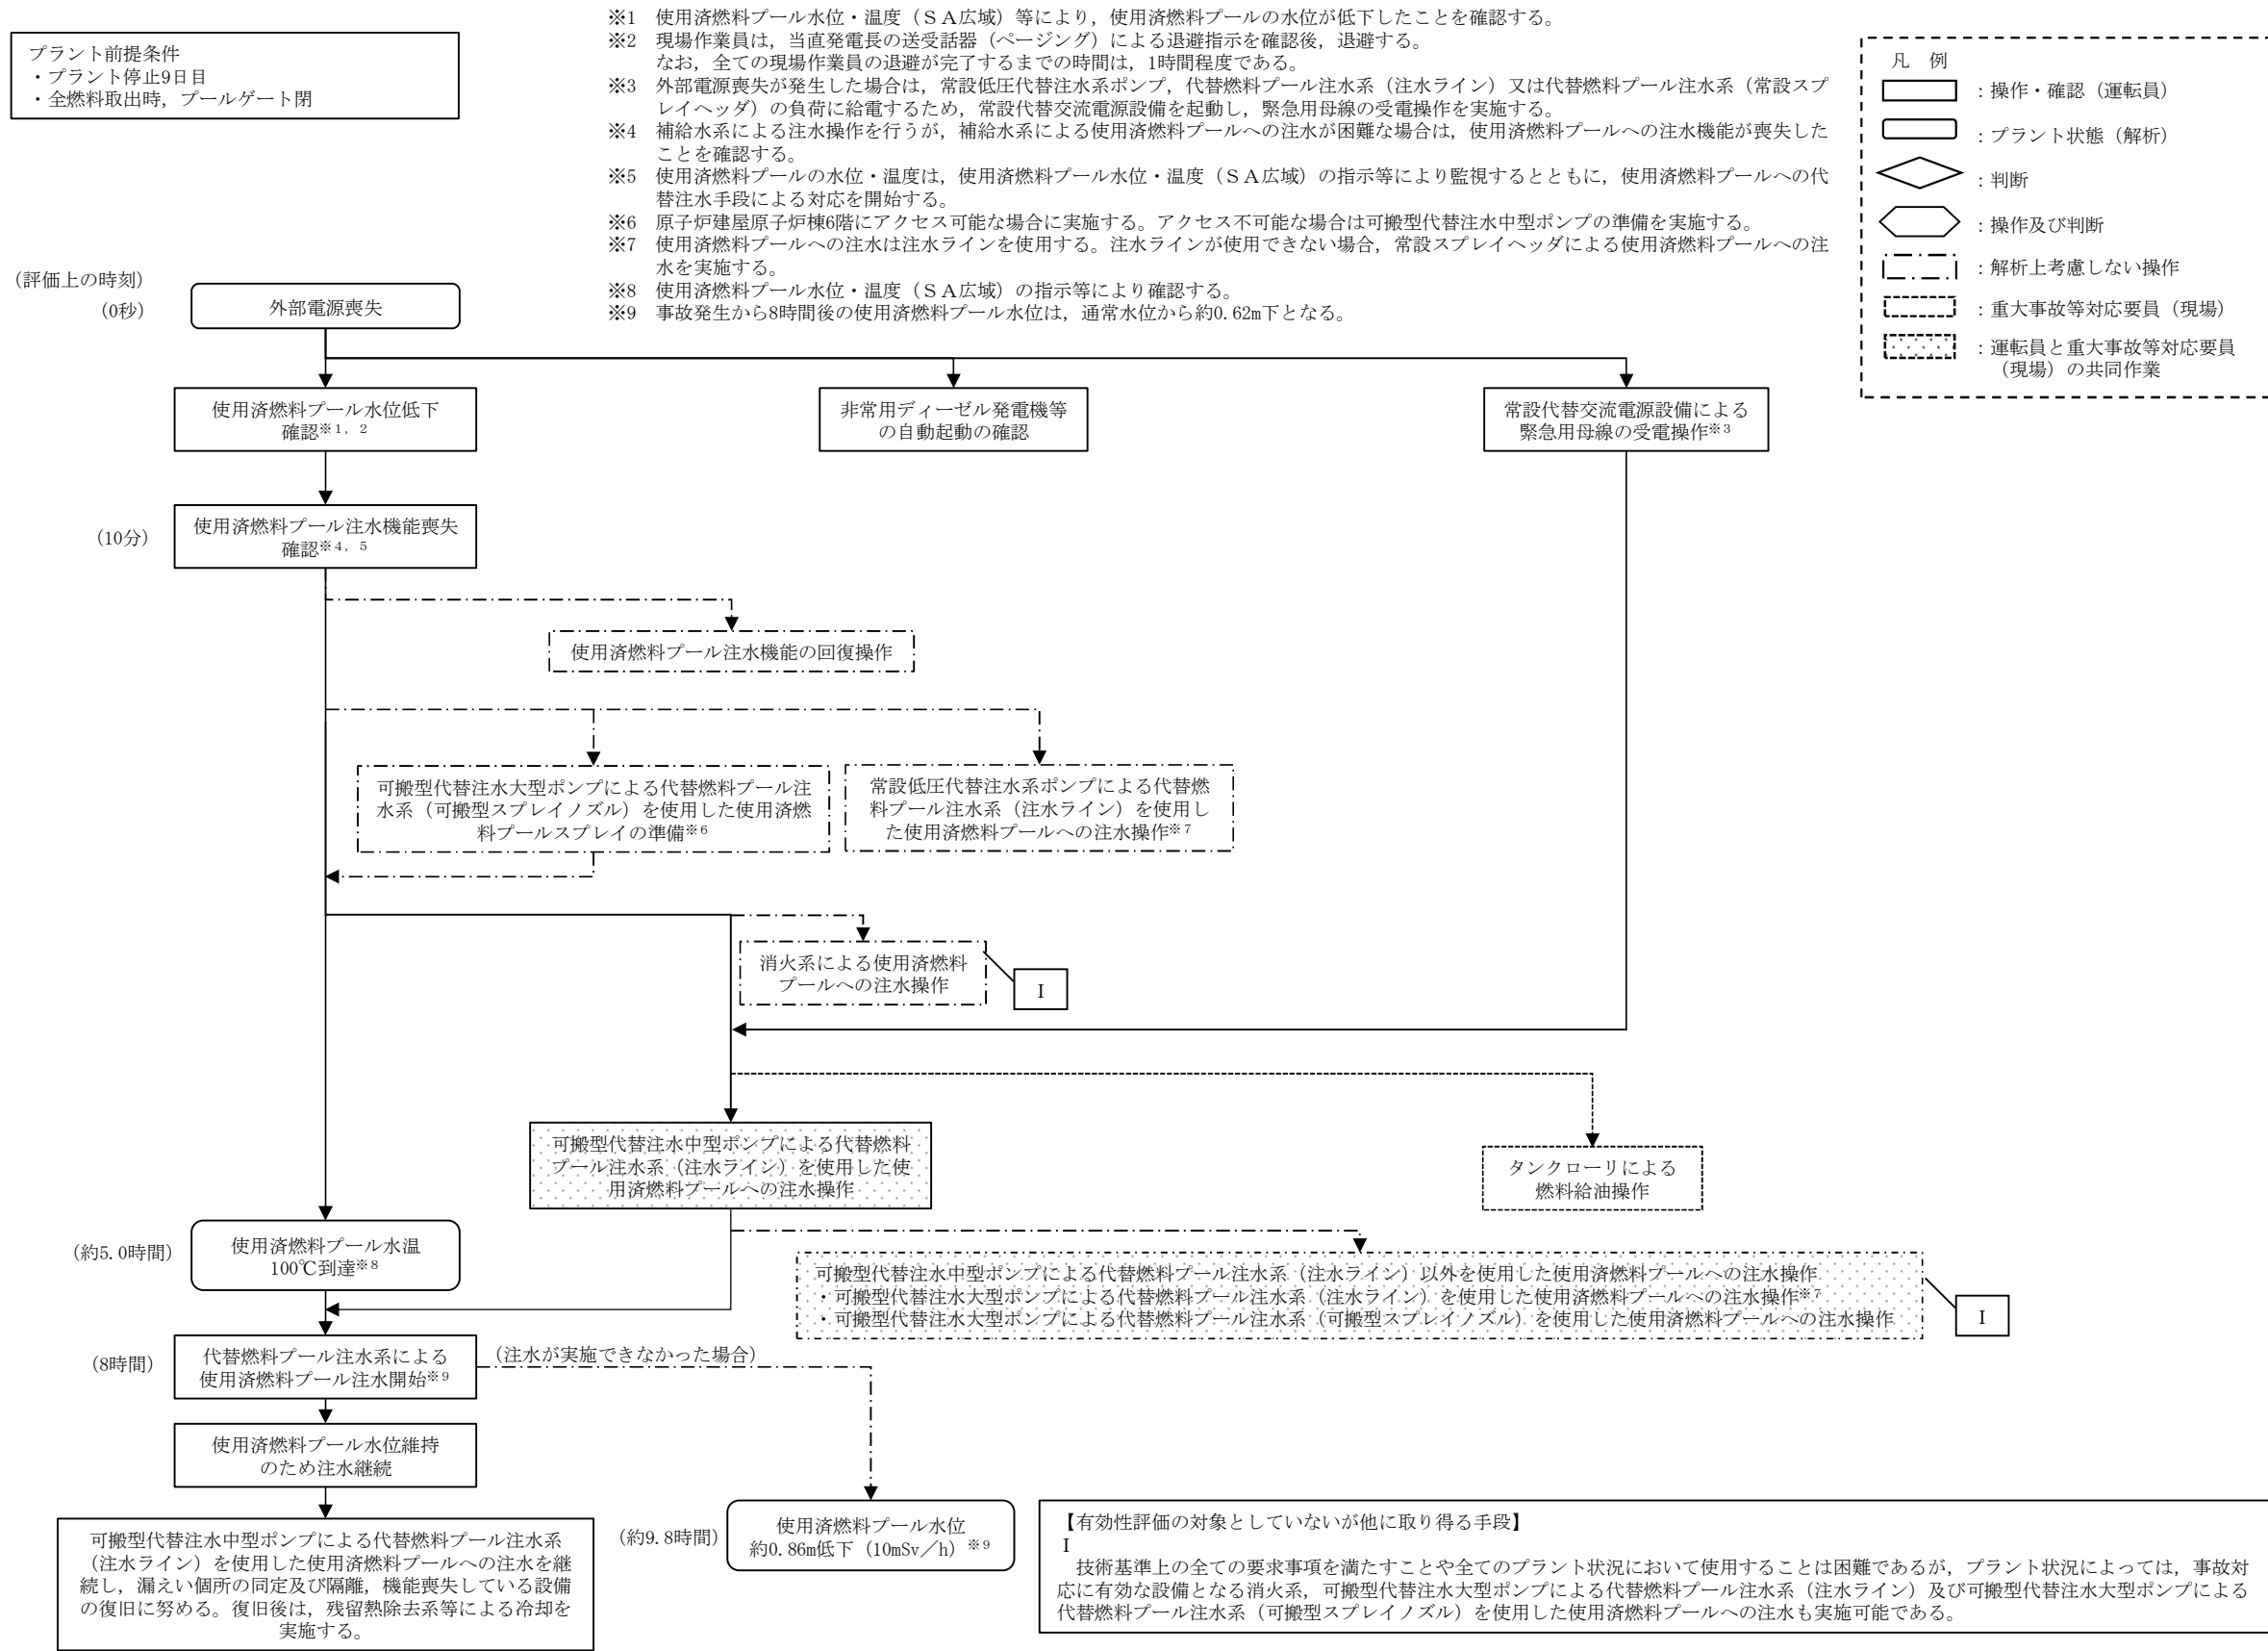 プラント前提条件
・プラント停止9日目
・全燃料取出時，プールゲート閉
※1 使用済燃料プール水位・温度（ＳＡ広域）等により，使用済燃料プールの水位が低下したことを確認する。
※2 現場作業員は，当直発電長の送受話器（ページング）による退避指示を確認後，退避する。
なお，全ての現場作業員の退避が完了するまでの時間は，1時間程度である。
※3 外部電源喪失が発生した場合は，常設低圧代替注水系ポンプ，代替燃料プール注水系（注水ライン）又は代替燃料プール注水系（常設スプ
レイヘッダ）の負荷に給電するため，常設代替交流電源設備を起動し，緊急用母線の受電操作を実施する。
※4 補給水系による注水操作を行うが，補給水系による使用済燃料プールへの注水が困難な場合は，使用済燃料プールへの注水機能が喪失した
ことを確認する。
※5 使用済燃料プールの水位・温度は，使用済燃料プール水位・温度（ＳＡ広域）の指示等により監視するとともに，使用済燃料プールへの代
替注水手段による対応を開始する。
※6 原子炉建屋原子炉棟6階にアクセス可能な場合に実施する。アクセス不可能な場合は可搬型代替注水中型ポンプの準備を実施する。
※7 使用済燃料プールへの注水は注水ラインを使用する。注水ラインが使用できない場合，常設スプレイヘッダによる使用済燃料プールへの注
水を実施する。
※8 使用済燃料プール水位・温度（ＳＡ広域）の指示等により確認する。
※9 事故発生から8時間後の使用済燃料プール水位は，通常水位から約0.62m下となる。
凡 例
：操作・確認（運転員）
：プラント状態（解析）
：判断
：操作及び判断
：解析上考慮しない操作
：重大事故等対応要員（現場）
：運転員と重大事故等対応要員
（現場）の共同作業
（評価上の時刻）
（0秒）
外部電源喪失
使用済燃料プール水位低下
確認※1，2
非常用ディーゼル発電機等
の自動起動の確認
常設代替交流電源設備による
緊急用母線の受電操作※3
（10分）
使用済燃料プール注水機能喪失
確認※4，5
使用済燃料プール注水機能の回復操作
可搬型代替注水大型ポンプによる代替燃料プール注
水系（可搬型スプレイノズル）を使用した使用済燃
料プールスプレイの準備※6
常設低圧代替注水系ポンプによる代替燃
料プール注水系（注水ライン）を使用し
た使用済燃料プールへの注水操作※7
消火系による使用済燃料
プールへの注水操作
Ⅰ
可搬型代替注水中型ポンプによる代替燃料
プール注水系（注水ライン）を使用した使
用済燃料プールへの注水操作
タンクローリによる
燃料給油操作
（約5.0時間）
使用済燃料プール水温
100℃到達※8
可搬型代替注水中型ポンプによる代替燃料プール注水系（注水ライン）以外を使用した使用済燃料プールへの注水操作
・可搬型代替注水大型ポンプによる代替燃料プール注水系（注水ライン）を使用した使用済燃料プールへの注水操作※7
・可搬型代替注水大型ポンプによる代替燃料プール注水系（可搬型スプレイノズル）を使用した使用済燃料プールへの注水操作
Ⅰ
（8時間）
代替燃料プール注水系による
使用済燃料プール注水開始※9
（注水が実施できなかった場合）
使用済燃料プール水位維持
のため注水継続
可搬型代替注水中型ポンプによる代替燃料プール注水系
（注水ライン）を使用した使用済燃料プールへの注水を継
続し，漏えい個所の同定及び隔離，機能喪失している設備
の復旧に努める。復旧後は，残留熱除去系等による冷却を
実施する。
（約9.8時間）
使用済燃料プール水位
約0.86m低下（10mSv／h）※9
【有効性評価の対象としていないが他に取り得る手段】
Ⅰ
技術基準上の全ての要求事項を満たすことや全てのプラント状況において使用することは困難であるが，プラント状況によっては，事故対
応に有効な設備となる消火系，可搬型代替注水大型ポンプによる代替燃料プール注水系（注水ライン）及び可搬型代替注水大型ポンプによる
代替燃料プール注水系（可搬型スプレイノズル）を使用した使用済燃料プールへの注水も実施可能である。